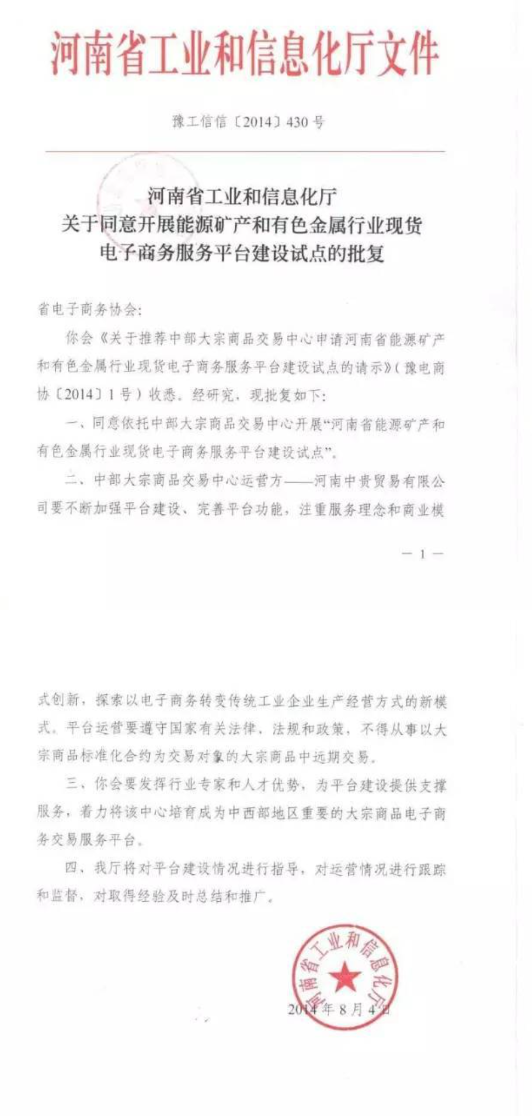 河南省工业和信息化厅文件
豫工信信〔2014〕430号
河南省工业和信息化厅
关于同意开展能源矿产和有色金属行业现货
电子商务服务平台建设试点的批复
省电子商务协会：
你会《关于推荐中部大宗商品交易中心申请河南省能源矿产
和有色金属行业现货电子商务服务平台建设试点的请示》（豫电商
协〔2014〕1号）收悉。经研究，现批复如下：
一、同意依托中部大宗商品交易中心开展“河南省能源矿产和
有色金属行业现货电子商务服务平台建设试点”。
二、中部大宗商品交易中心运营方——河南中贵贸易有限公
司要不断加强平台建设、完善平台功能，注重服务理念和商业模
— 1 —
式创新，探索以电子商务转变传统工业企业生产经营方式的新模
式。平台运营要遵守国家有关法律、法规和政策，不得从事以大
宗商品标准化合约为交易对象的大宗商品中远期交易。
三、你会要发挥行业专家和人才优势，为平台建设提供支撑
服务，着力将该中心培育成为中西部地区重要的大宗商品电子商
务交易服务平台。
四、我厅将对平台建设情况进行指导，对运营情况进行跟踪
和监督，对取得经验及时总结和推广。
河南省工业和信息化厅
2014年8月4日